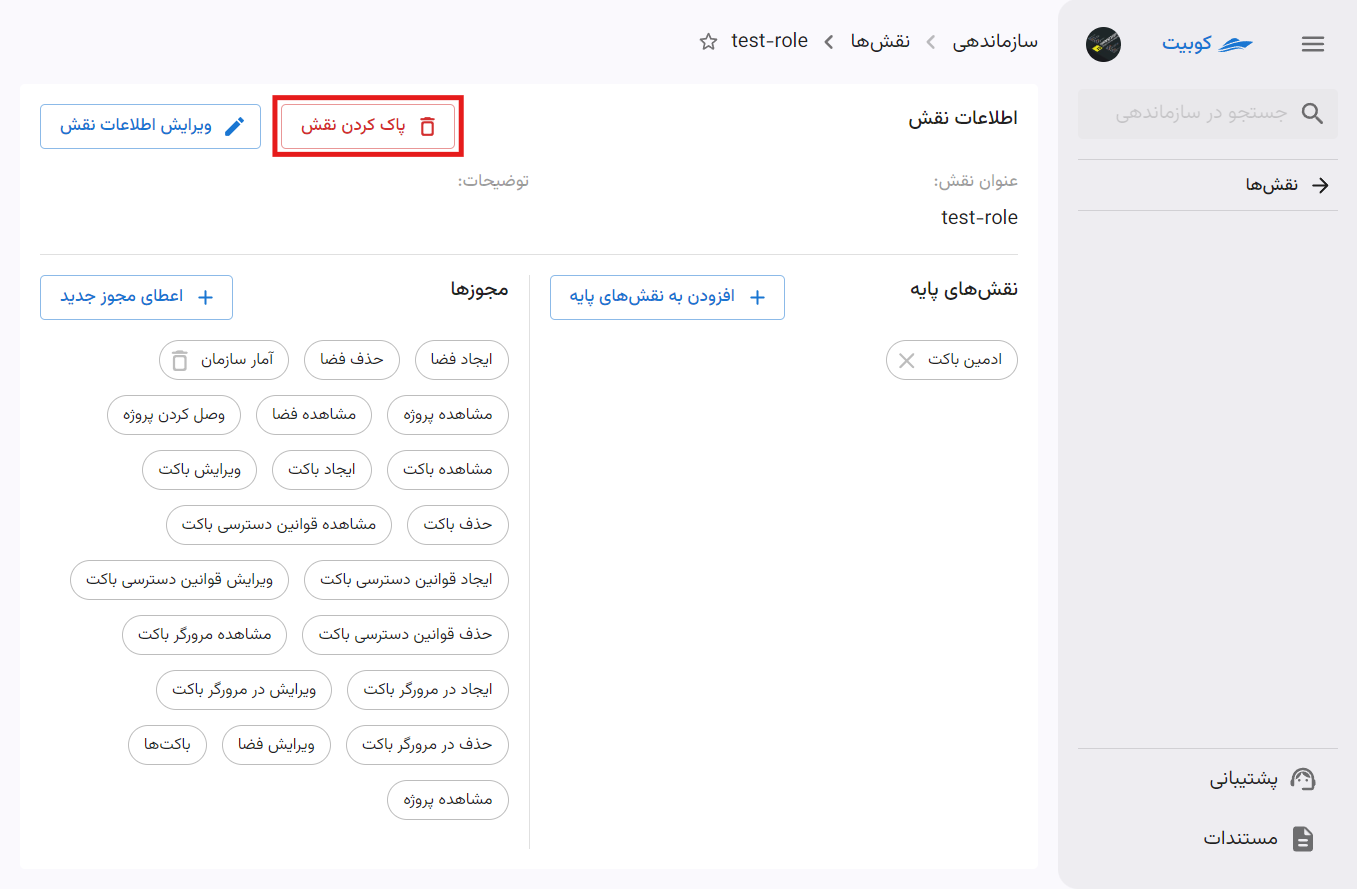 کوبیت
جستجو در سازماندهی
نقش‌ها
پشتیبانی
مستندات
سازماندهی
نقش‌ها
test-role
اطلاعات نقش
پاک کردن نقش
ویرایش اطلاعات نقش
عنوان نقش:
test-role
توضیحات:
نقش‌های پایه
افزودن به نقش‌های پایه
ادمین باکت
مجوزها
اعطای مجوز جدید
ایجاد فضا
حذف فضا
آمار سازمان
مشاهده پروژه
مشاهده فضا
وصل کردن پروژه
مشاهده باکت
ایجاد باکت
ویرایش باکت
حذف باکت
مشاهده قوانین دسترسی باکت
ایجاد قوانین دسترسی باکت
ویرایش قوانین دسترسی باکت
حذف قوانین دسترسی باکت
مشاهده مرورگر باکت
ایجاد در مرورگر باکت
ویرایش در مرورگر باکت
حذف در مرورگر باکت
ویرایش فضا
باکت‌ها
مشاهده پروژه